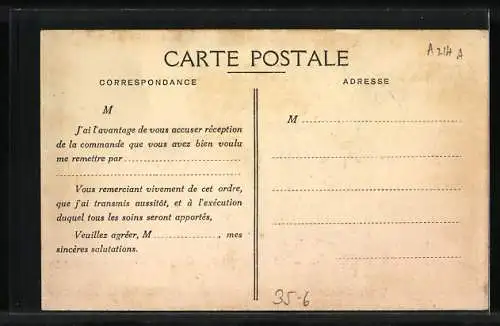 A 214 A
CARTE POSTALE
CORRESPONDANCE
ADRESSE
M
J'ai l'avantage de vous accuser réception
de la commande que vous avez bien voulu
me remettre par
Vous remerciant vivement de cet ordre,
que j'ai transmis aussitôt, et à l'exécution
duquel tous les soins seront apportés,
Veuillez agréer, M , mes
sincères salutations.
M
35-6